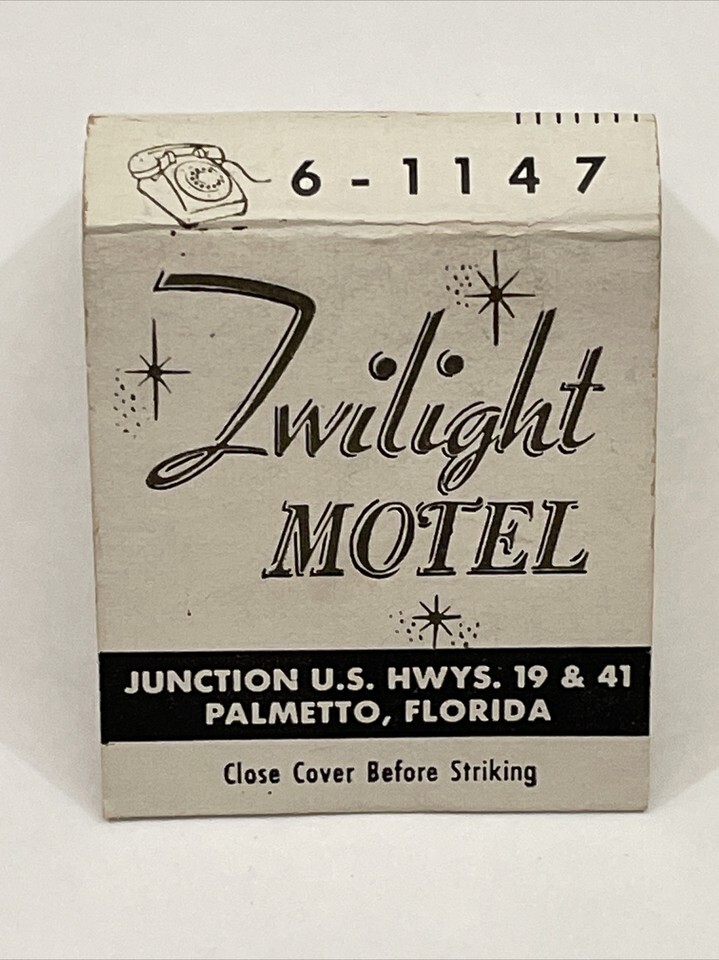 6-1147
Twilight
MOTEL
JUNCTION U.S. HWYS. 19 & 41
PALMETTO, FLORIDA
Close Cover Before Striking